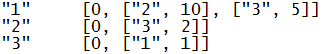 "1"     [0, ["2", 10], ["3", 5]]
"2"     [0, ["3", 2]]
"3"     [0, ["1", 1]]